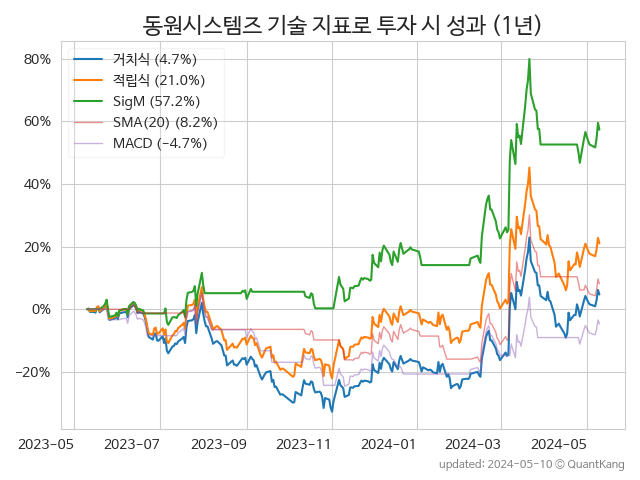 동원시스템즈 기술 지표로 투자 시 성과 (1년)
80%
60%
40%
20%
0%
−20%
거치식 (4.7%)
적립식 (21.0%)
SigM (57.2%)
SMA(20) (8.2%)
MACD (−4.7%)
2023-05
2023-07
2023-09
2023-11
2024-01
2024-03
2024-05
updated: 2024-05-10 © QuantKang